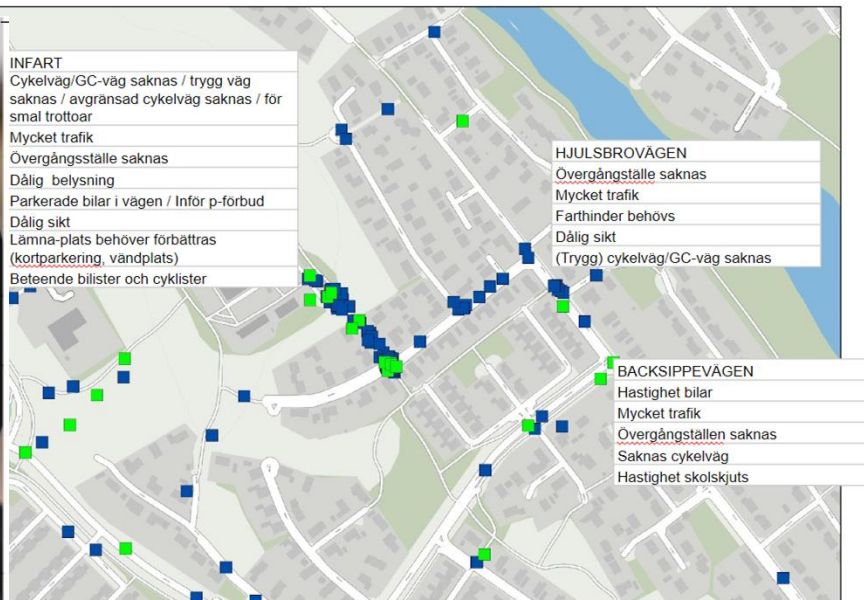 INFART
Cykelväg/GC-väg saknas / trygg väg
saknas / avgränsad cykelväg saknas / för
smal trottoar
Mycket trafik
Övergångsställe saknas
Dålig belysning
Parkerade bilar i vägen / Inför p-förbud
Dålig sikt
Lämna-plats behöver förbättras
(kortparkering, vändplats)
Beteende bilister och cyklister
HJULSBROVÄGEN
Övergångställe saknas
Mycket trafik
Farthinder behövs
Dålig sikt
(Trygg) cykelväg/GC-väg saknas
BACKSIPPEVÄGEN
Hastighet bilar
Mycket trafik
Övergångställen saknas
Saknas cykelväg
Hastighet skolskjuts